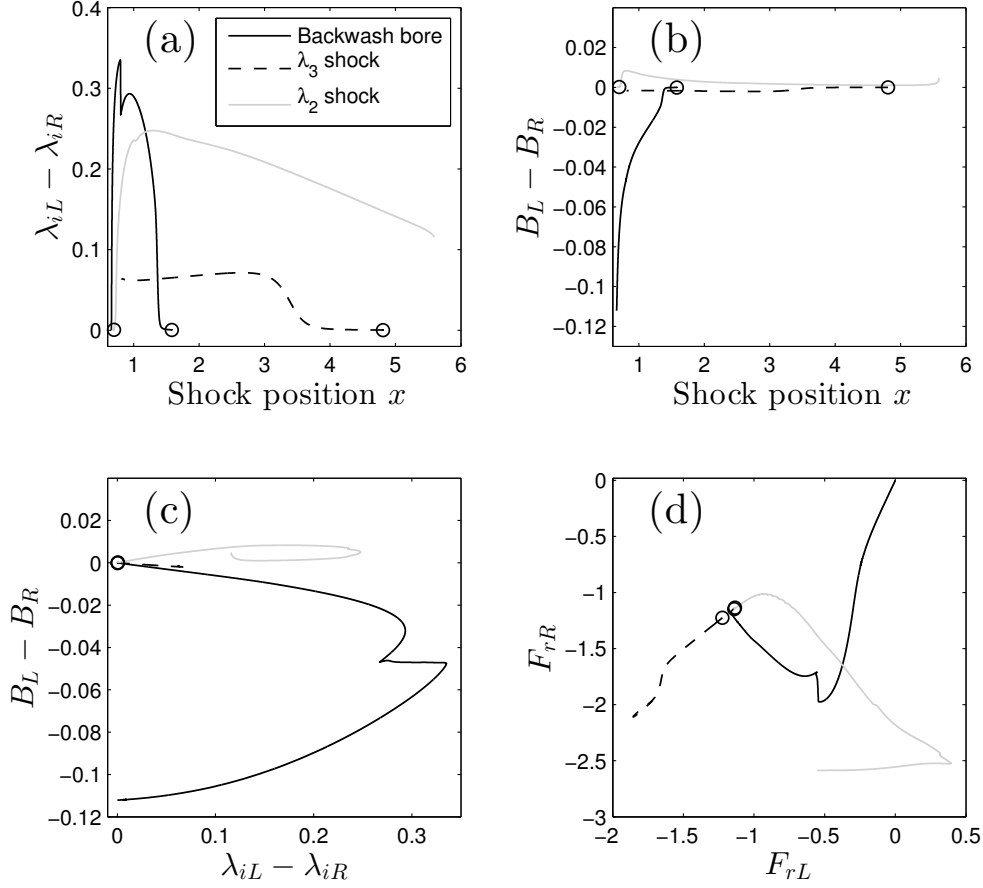 (a)
Backwash bore
λ3 shock
λ2 shock
0.4
0.3
0.2
0.1
0
λiL − λiR
1 2 3 4 5 6
Shock position x
(b)
0.02
0
−0.02
−0.04
−0.06
−0.08
−0.1
−0.12
BL − BR
1 2 3 4 5 6
Shock position x
(c)
0.02
0
−0.02
−0.04
−0.06
−0.08
−0.1
−0.12
BL − BR
0 0.1 0.2 0.3
λiL − λiR
(d)
0
−0.5
−1
−1.5
−2
−2.5
−3
FrR
−2 −1.5 −1 −0.5 0 0.5
FrL